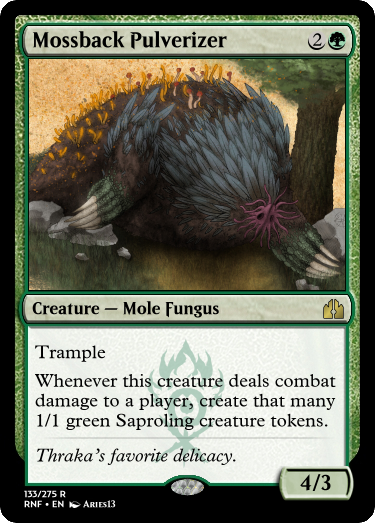 Mossback Pulverizer 2
Creature — Mole Fungus
Trample
Whenever this creature deals combat
damage to a player, create that many
1/1 green Saproling creature tokens.
Thraka's favorite delicacy.
4/3
133/275 R
RNF • EN Aries13